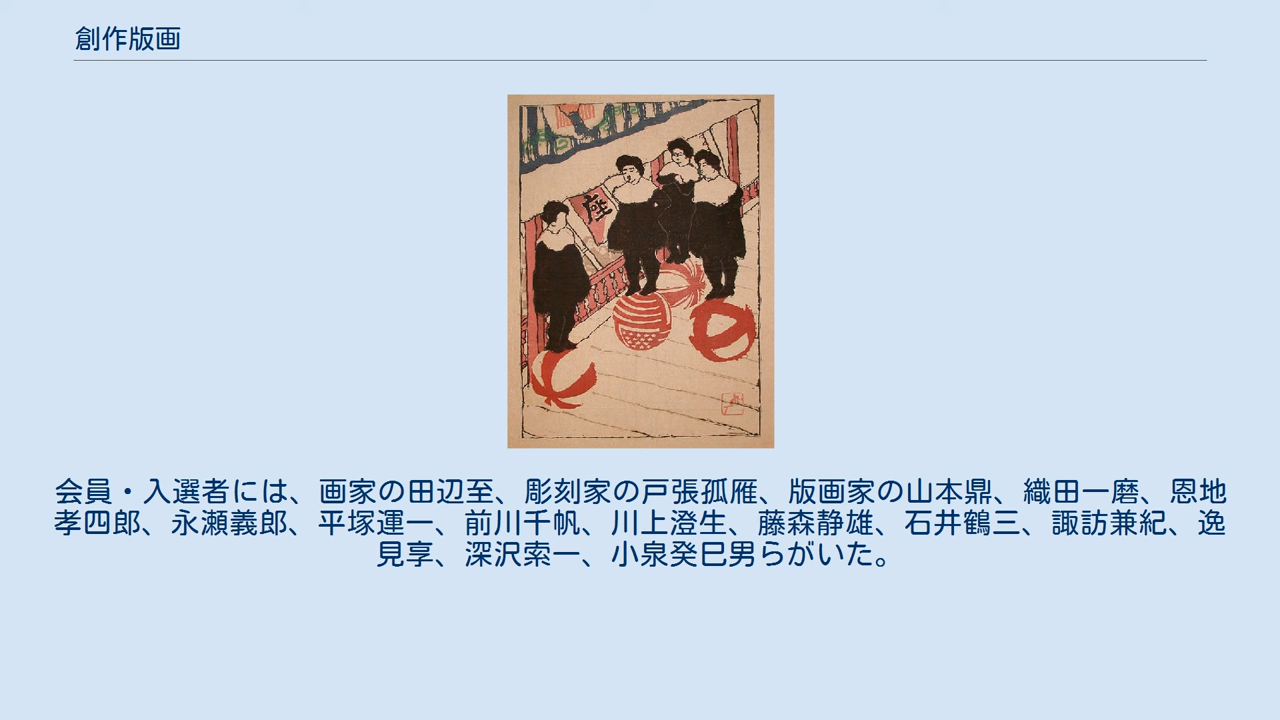 創作版画
座
会員・入選者には、画家の田辺至、彫刻家の戸張孤雁、版画家の山本鼎、織田一磨、恩地
孝四郎、永瀬義郎、平塚運一、前川千帆、川上澄生、藤森静雄、石井鶴三、諏訪兼紀、逸
見享、深沢索一、小泉癸巳男らがいた。